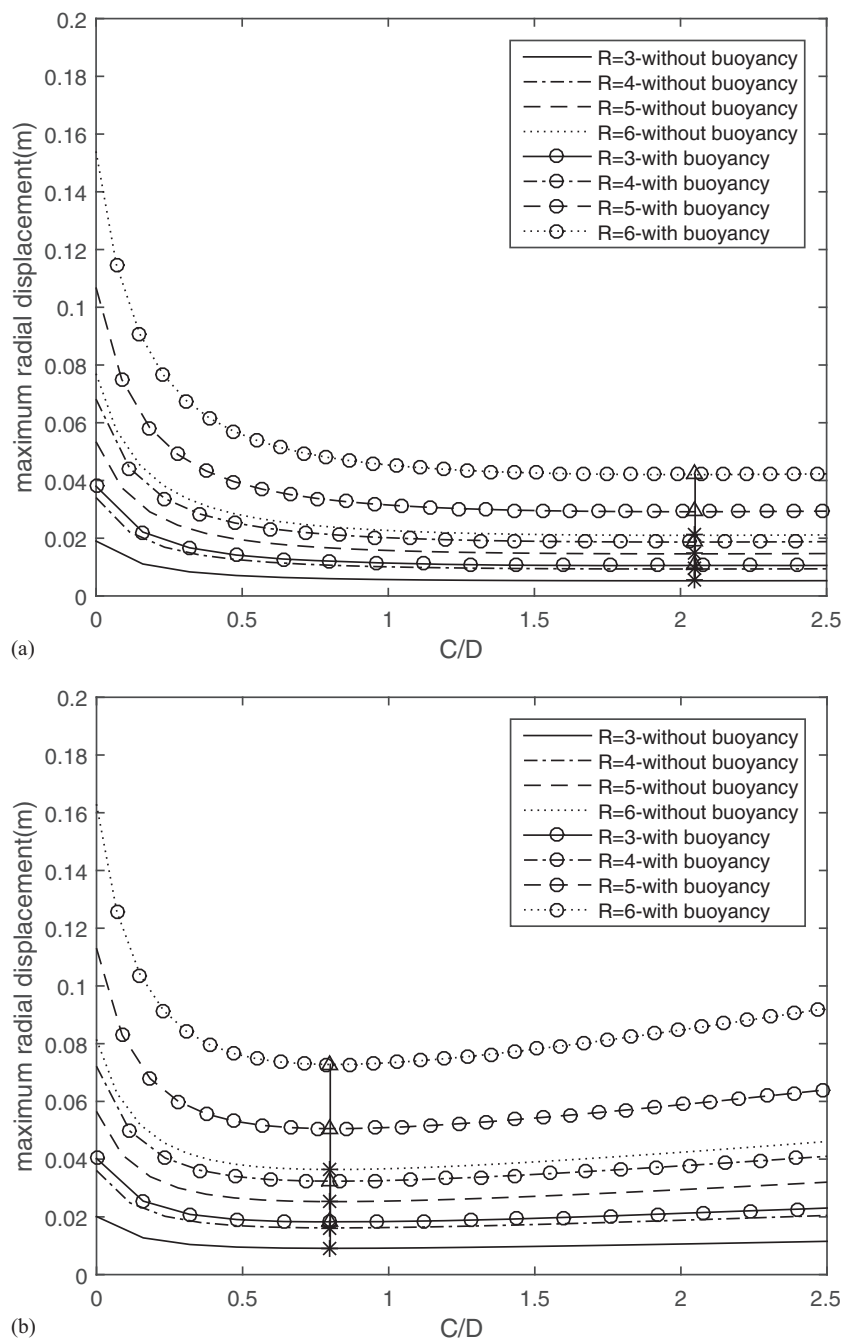 0.2
0.18
0.16
0.14
0.12
0.1
0.08
0.06
0.04
0.02
0
maximum radial displacement(m)
R=3-without buoyancy
R=4-without buoyancy
R=5-without buoyancy
R=6-without buoyancy
R=3-with buoyancy
R=4-with buoyancy
R=5-with buoyancy
R=6-with buoyancy
0 0.5 1 1.5 2 2.5
(a) C/D
0.2
0.18
0.16
0.14
0.12
0.1
0.08
0.06
0.04
0.02
0
maximum radial displacement(m)
R=3-without buoyancy
R=4-without buoyancy
R=5-without buoyancy
R=6-without buoyancy
R=3-with buoyancy
R=4-with buoyancy
R=5-with buoyancy
R=6-with buoyancy
0 0.5 1 1.5 2 2.5
(b) C/D